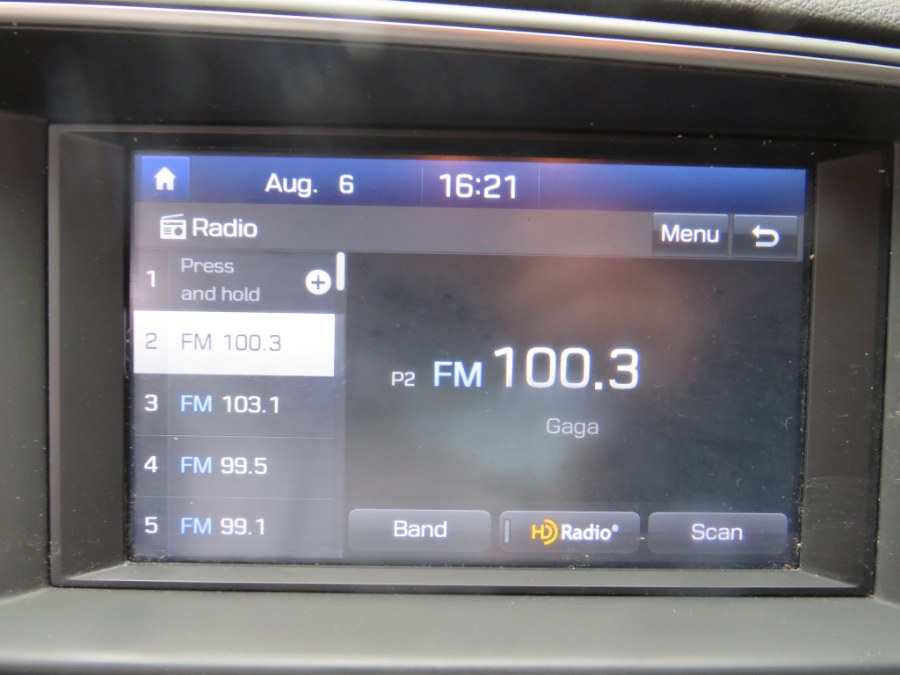 Aug. 6 16:21
Radio Menu
1 Press
and hold
2 FM 100.3
3 FM 103.1
4 FM 99.5
5 FM 99.1
P2 FM 100.3
Gaga
Band HD Radio® Scan